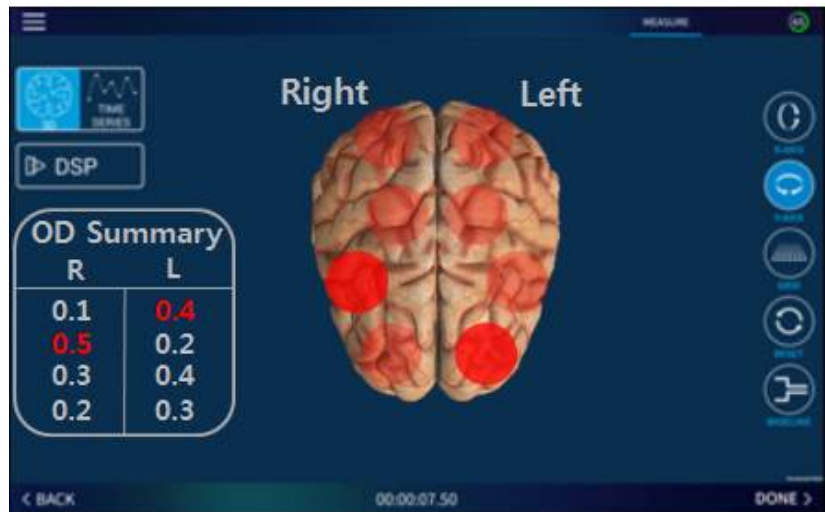 MEASURE
TIME
SERIES
DSP
Right Left
OD Summary
R L
0.1 0.4
0.5 0.2
0.3 0.4
0.2 0.3
RESET
< BACK 00:00:07.50 DONE >